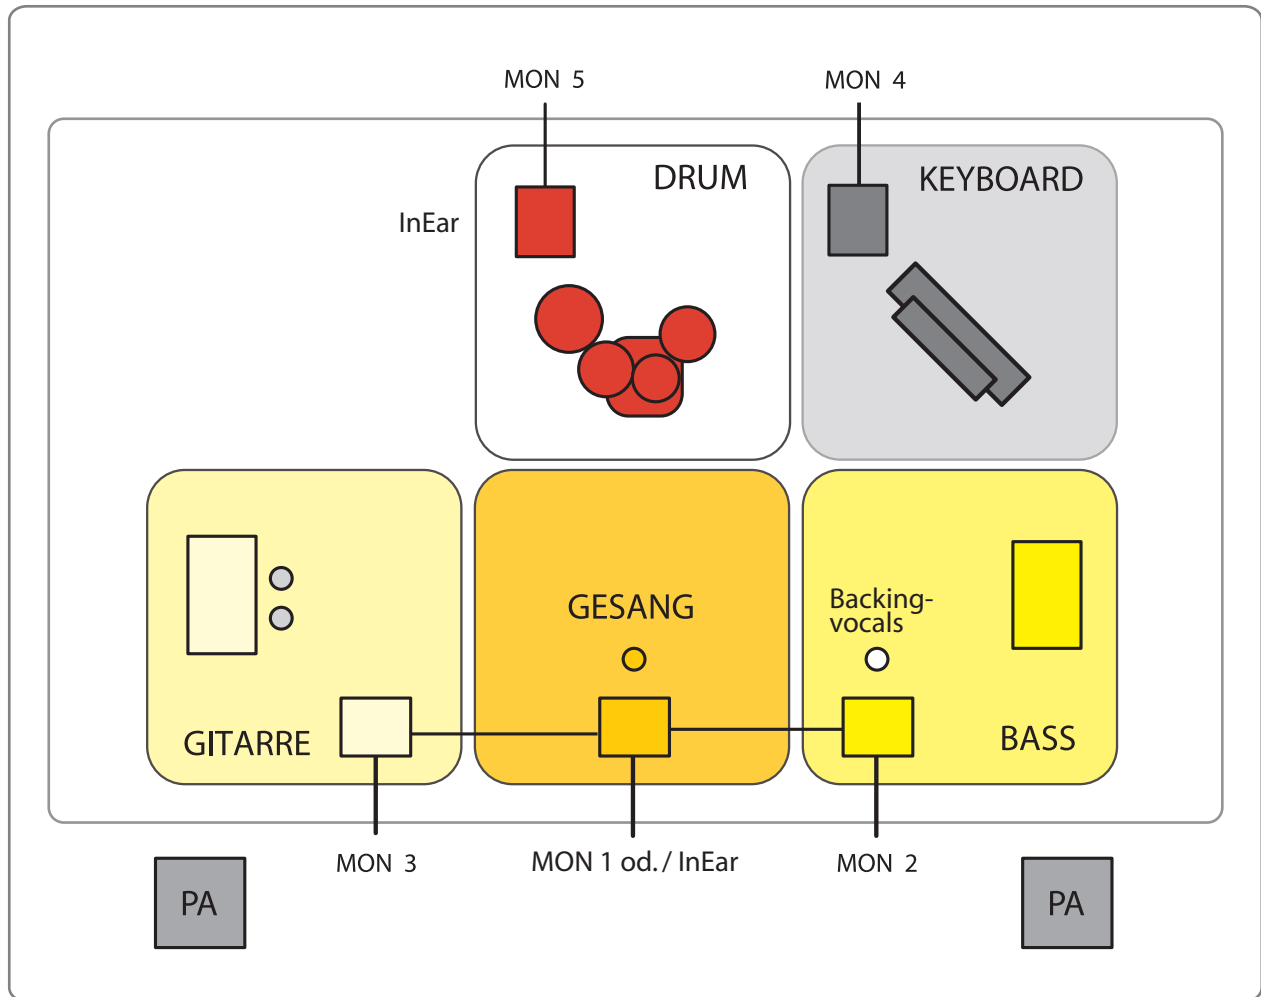 MON 5
MON 4
DRUM
KEYBOARD
InEar
Backing-
vocals
GESANG
GITARRE
BASS
MON 3
MON 1 od. / InEar
MON 2
PA
PA